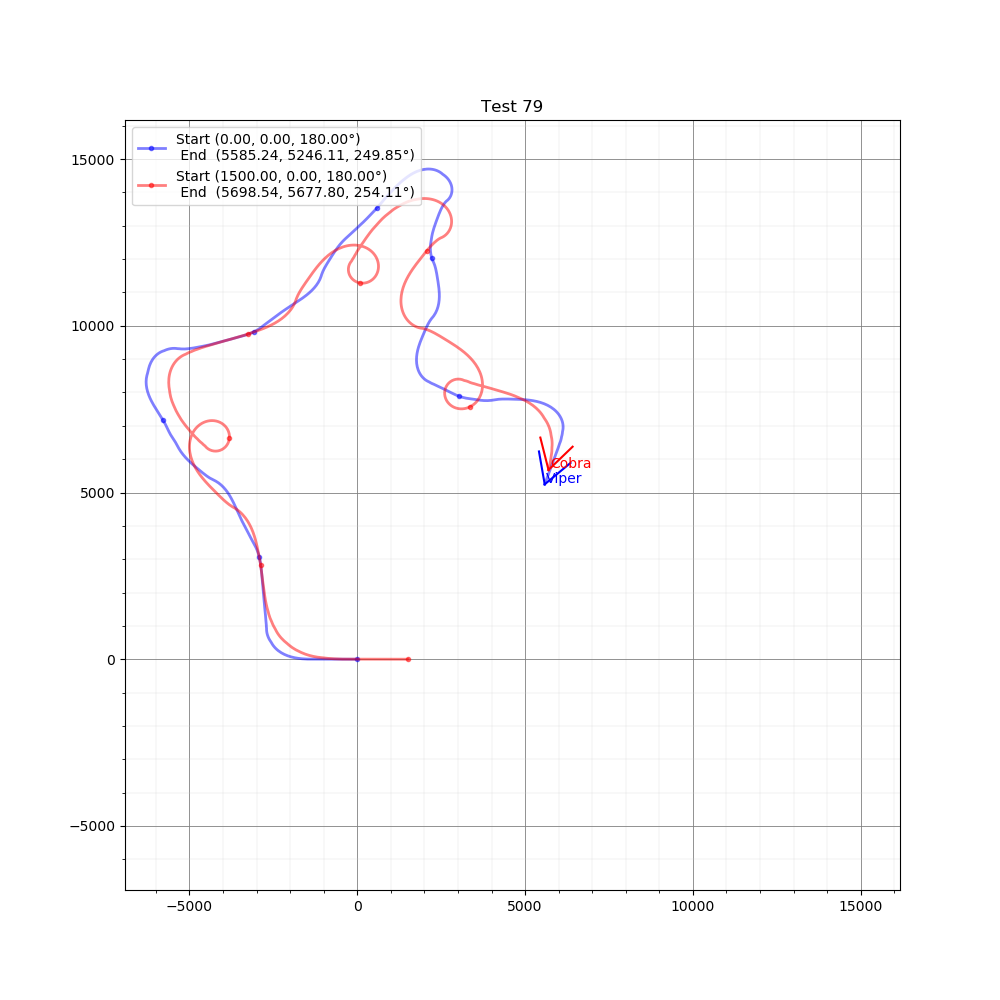 Test 79
Start (0.00, 0.00, 180.00°)
End  (5585.24, 5246.11, 249.85°)
Start (1500.00, 0.00, 180.00°)
End  (5698.54, 5677.80, 254.11°)
15000
10000
5000
0
−5000
Cobra
Viper
−5000
0
5000
10000
15000